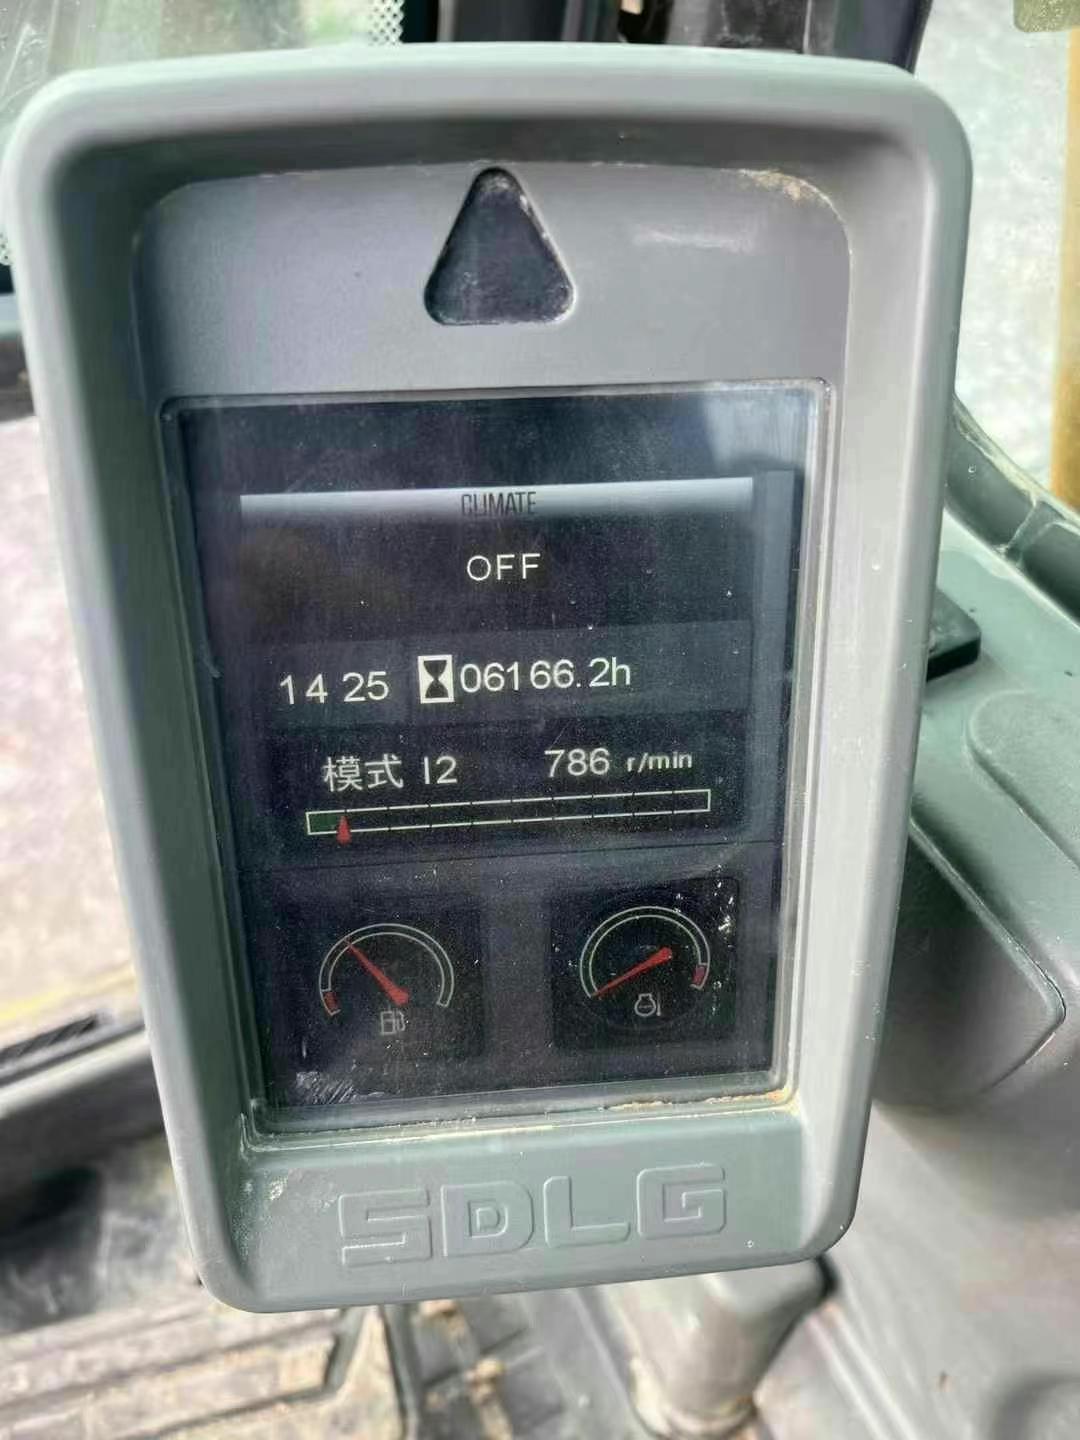 CLIMATE
OFF
14 25 06166.2h
模式 I2 786 r/min
SDLG